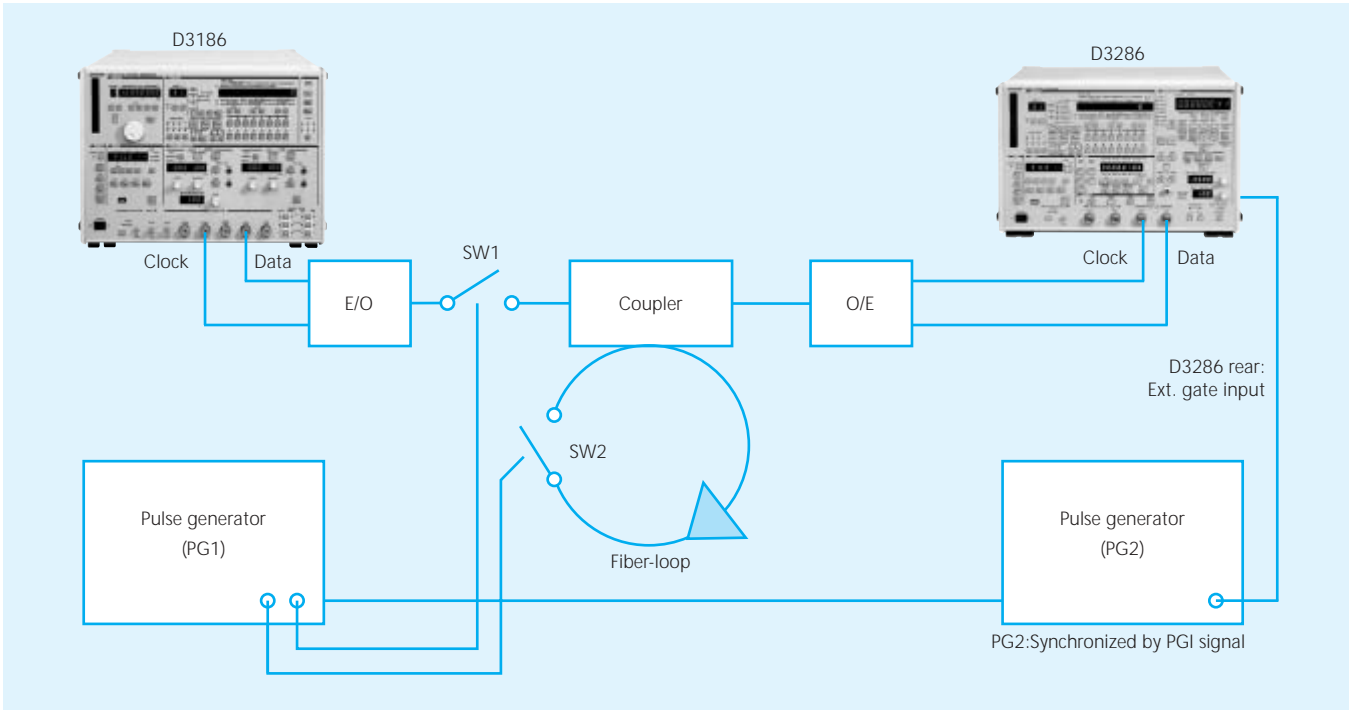 D3186
D3286
Clock
Data
SW1
Clock
Data
E/O
Coupler
O/E
D3286 rear:
Ext. gate input
SW2
Pulse generator
(PG1)
Fiber-loop
Pulse generator
(PG2)
PG2:Synchronized by PGI signal